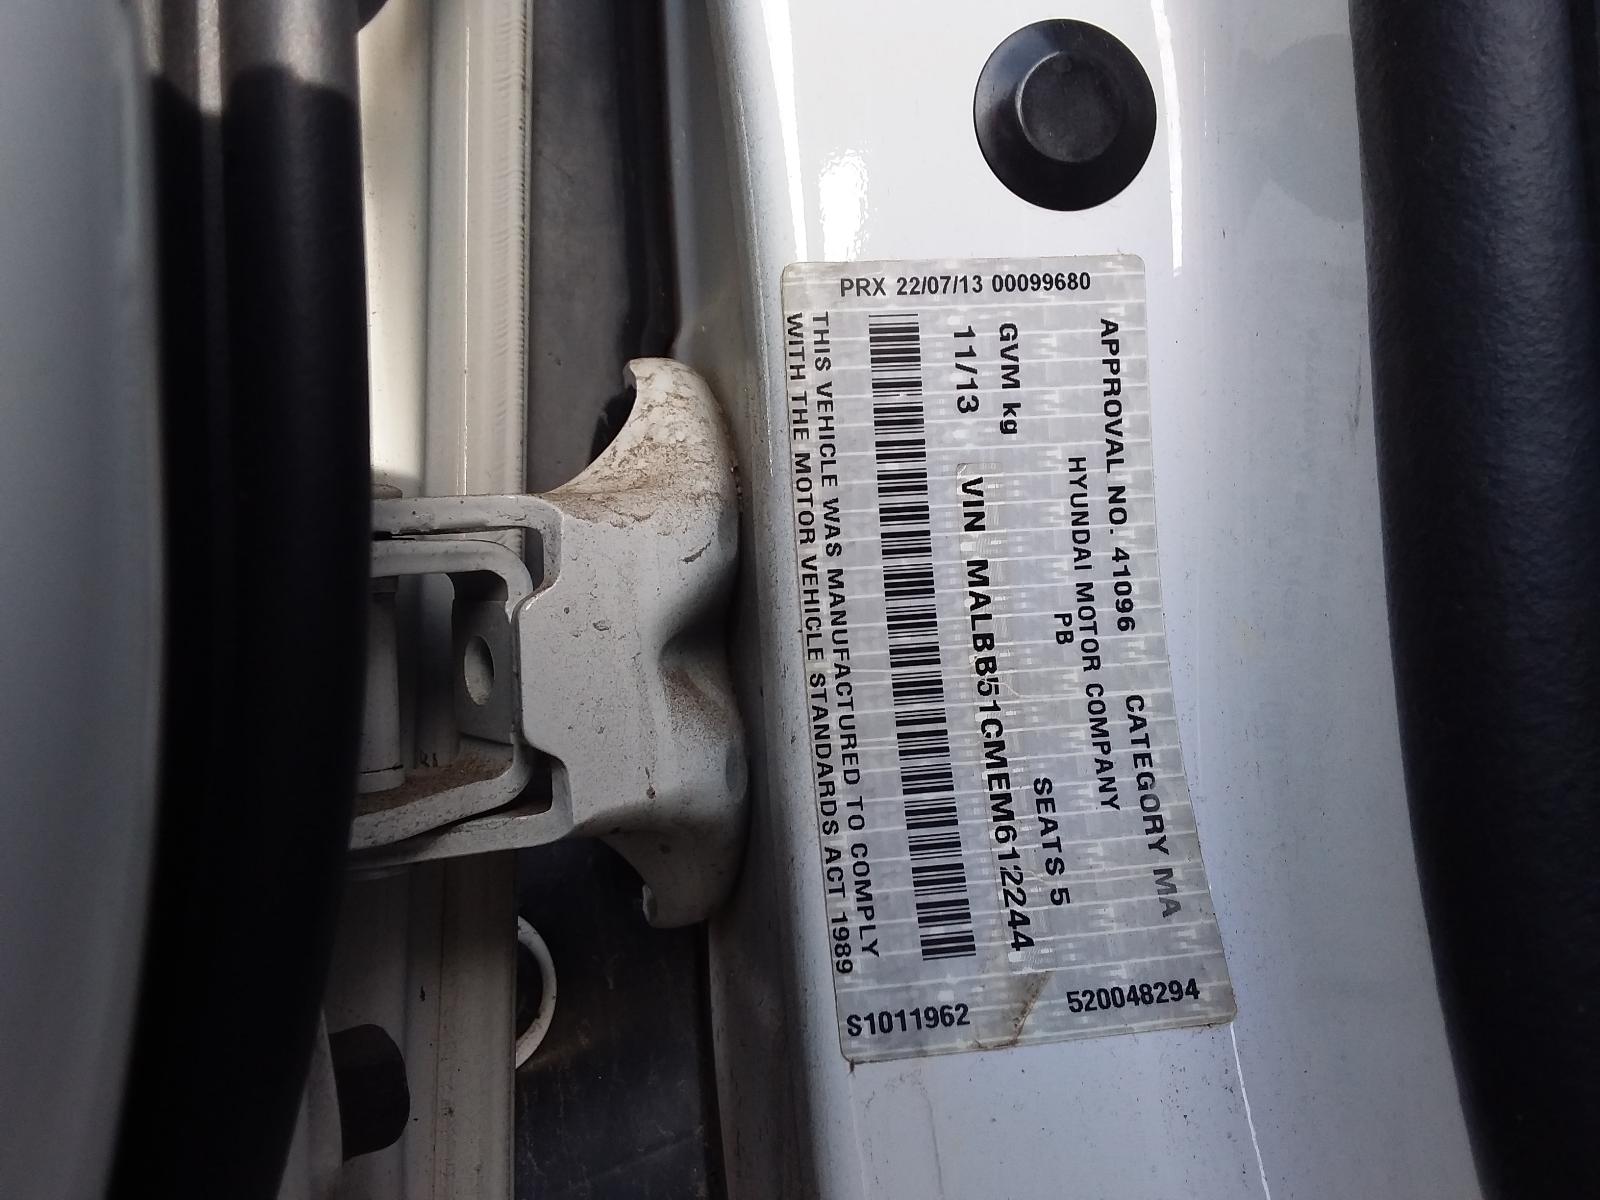 PRX 22/07/13 00099680
APPROVAL NO. 41096 CATEGORY MA
HYUNDAI MOTOR COMPANY
PB
GVM kg SEATS 5
11/13 VIN MALBB51CMEM612244
THIS VEHICLE WAS MANUFACTURED TO COMPLY
WITH THE MOTOR VEHICLE STANDARDS ACT 1989
520048294
S1011962